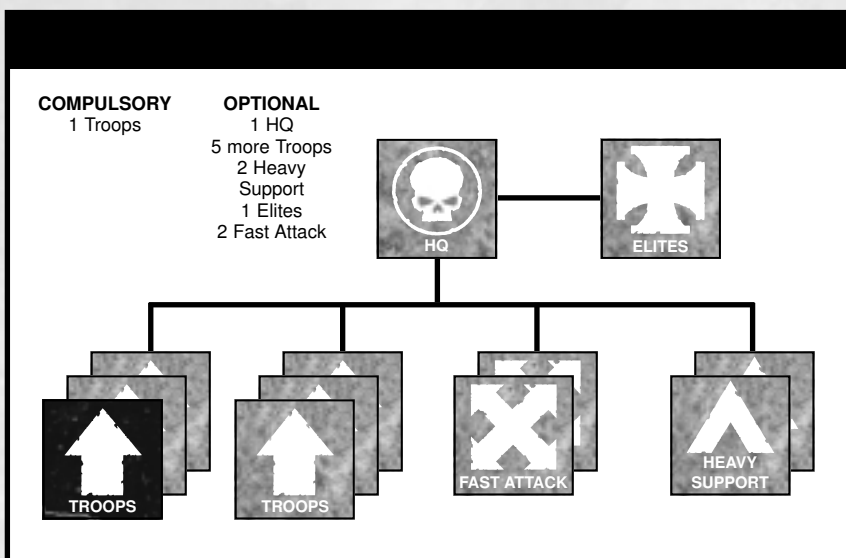 COMPULSORY
1 Troops
OPTIONAL
1 HQ
5 more Troops
2 Heavy
Support
1 Elites
2 Fast Attack
HQ
ELITES
TROOPS
TROOPS
FAST ATTACK
HEAVY
SUPPORT